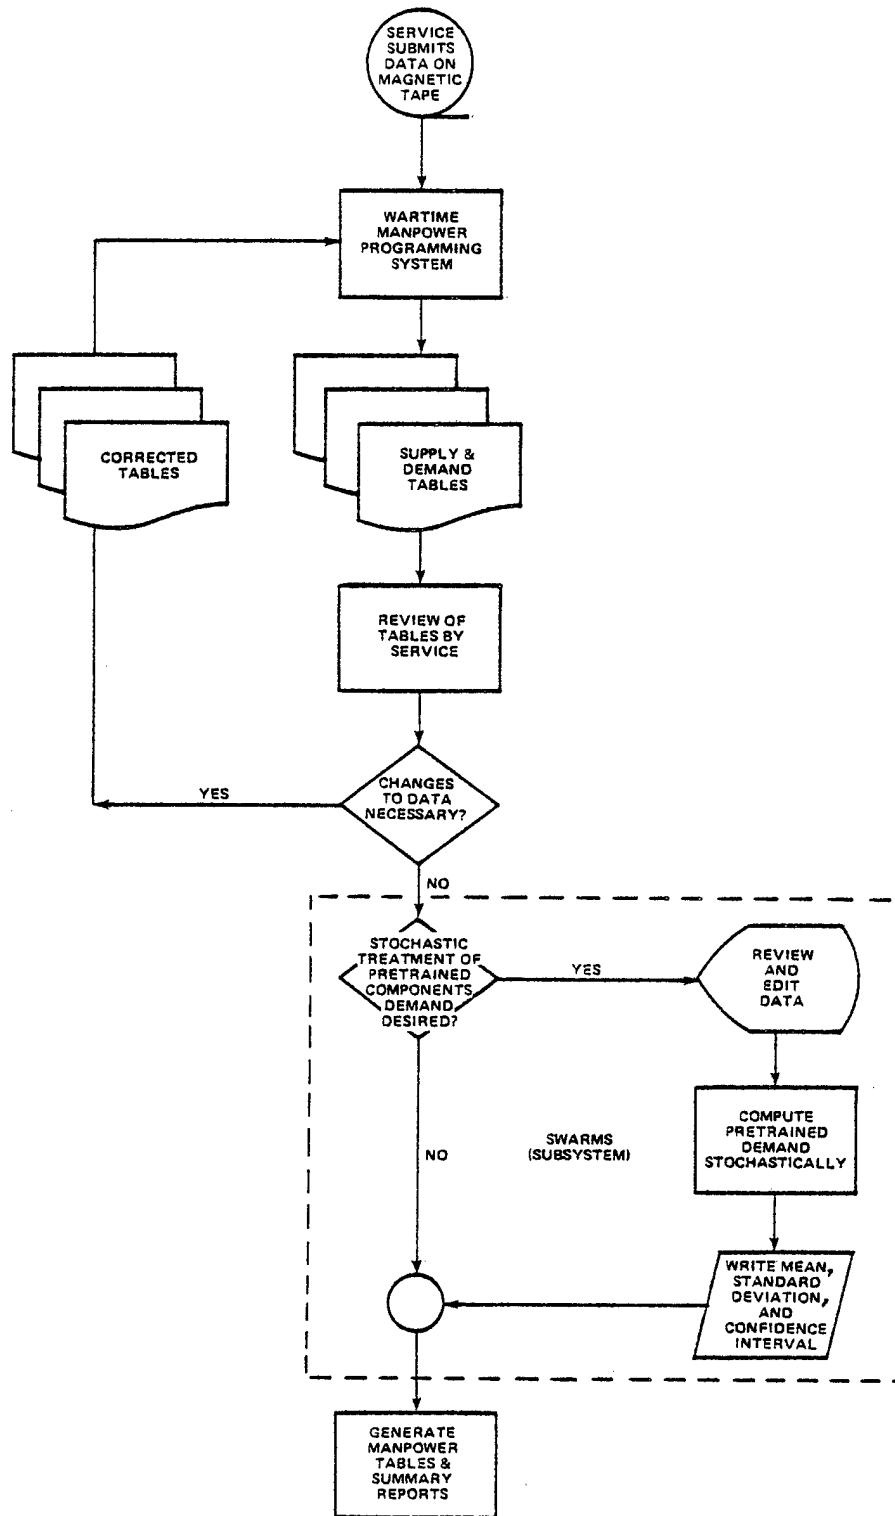 SERVICE
SUBMITS
DATA ON
MAGNETIC
TAPE
WARTIME
MANPOWER
PROGRAMMING
SYSTEM
CORRECTED
TABLES
SUPPLY &
DEMAND
TABLES
REVIEW OF
TABLES BY
SERVICE
CHANGES
TO DATA
NECESSARY?
YES
NO
STOCHASTIC
TREATMENT OF
PRETRAINED
COMPONENTS
DEMAND
DESIRED?
YES
REVIEW
AND
EDIT
DATA
COMPUTE
PRETRAINED
DEMAND
STOCHASTICALLY
SWARMS
(SUBSYSTEM)
NO
WRITE MEAN,
STANDARD
DEVIATION,
AND
CONFIDENCE
INTERVAL
GENERATE
MANPOWER
TABLES &
SUMMARY
REPORTS